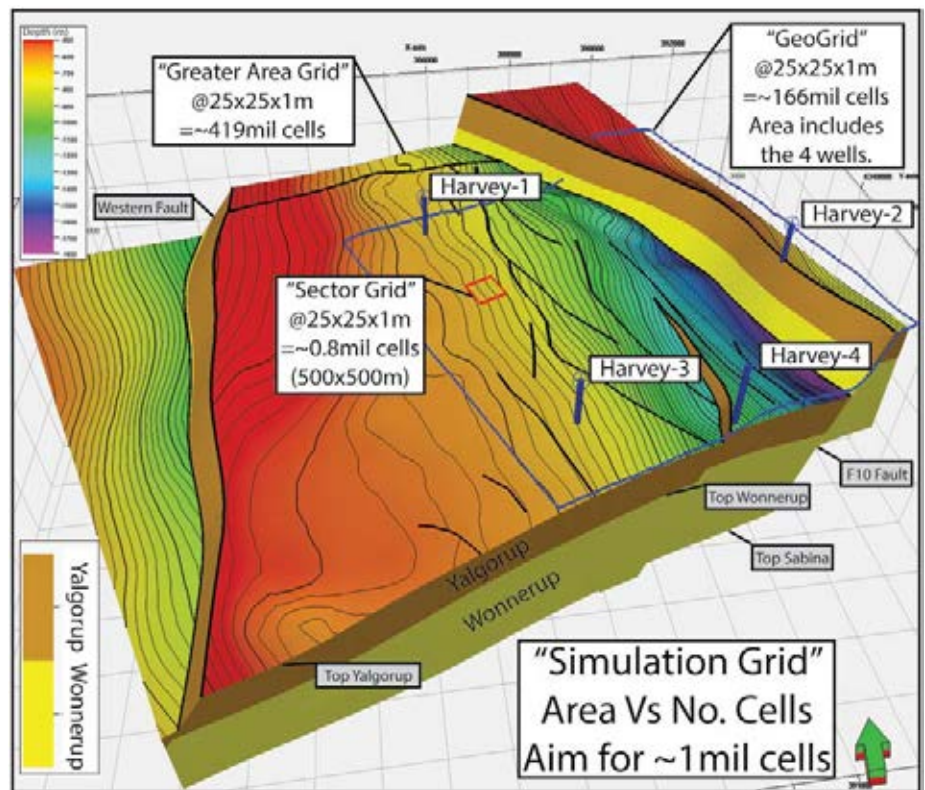 Depth (m)
X-axis
"Greater Area Grid"
@25x25x1m
=~419mil cells
"GeoGrid"
@25x25x1m
=~166mil cells
Area includes
the 4 wells.
Western Fault
Harvey-1
Harvey-2
"Sector Grid"
@25x25x1m
=~0.8mil cells
(500x500m)
Harvey-3
Harvey-4
F10 Fault
Top Wonnerup
Top Sabina
Yalgorup
Wonnerup
Top Yalgorup
Yalgorup Wonnerup
"Simulation Grid"
Area Vs No. Cells
Aim for ~1mil cells